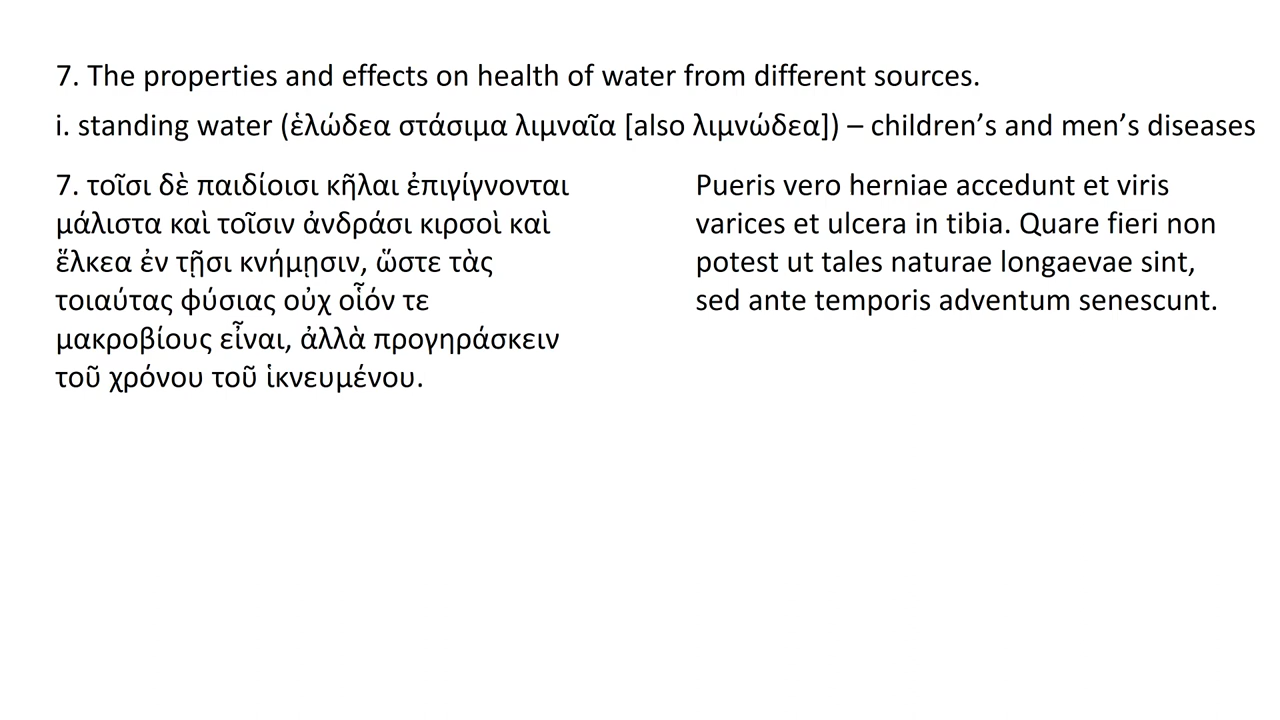 7. The properties and effects on health of water from different sources.
i. standing water (ἑλώδεα στάσιμα λιμναῖα [also λιμνώδεα]) – children’s and men’s diseases
7. τοῖσι δὲ παιδίοισι κῆλαι ἐπιγίγνονται
μάλιστα καὶ τοῖσιν ἀνδράσι κιρσοὶ καὶ
ἕλκεα ἐν τῇσι κνήμῃσιν, ὥστε τὰς
τοιαύτας φύσιας οὐχ οἷόν τε
μακροβίους εἶναι, ἀλλὰ προγηράσκειν
τοῦ χρόνου τοῦ ἱκνευμένου.
Pueris vero herniae accedunt et viris
varices et ulcera in tibia. Quare fieri non
potest ut tales naturae longaevae sint,
sed ante temporis adventum senescunt.